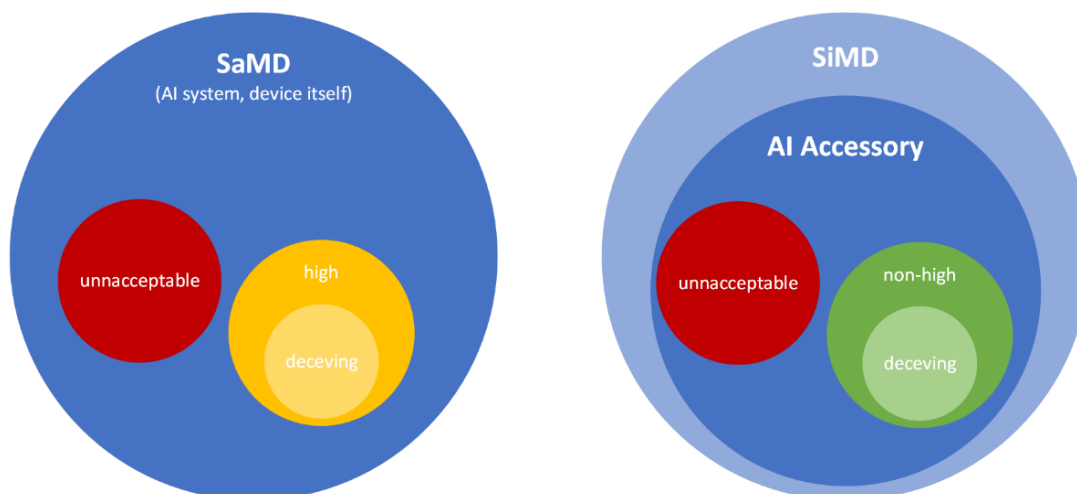 SaMD
(AI system, device itself)
unnacceptable
high
deceving
SiMD
AI Accessory
unnacceptable
non-high
deceving